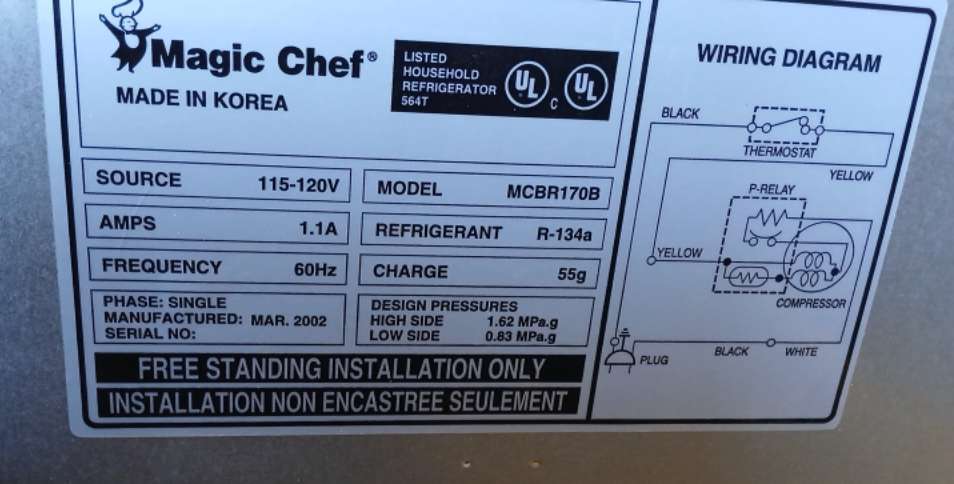 Magic Chef®
MADE IN KOREA
LISTED
HOUSEHOLD
REFRIGERATOR
564T
UL
C UL
SOURCE 115-120V
AMPS 1.1A
FREQUENCY 60Hz
PHASE: SINGLE
MANUFACTURED: MAR. 2002
SERIAL NO:
MODEL MCBR170B
REFRIGERANT R-134a
CHARGE 55g
DESIGN PRESSURES
HIGH SIDE 1.62 MPa.g
LOW SIDE 0.83 MPa.g
FREE STANDING INSTALLATION ONLY
INSTALLATION NON ENCASTREE SEULEMENT
WIRING DIAGRAM
BLACK
THERMOSTAT
YELLOW
P-RELAY
YELLOW
COMPRESSOR
PLUG
BLACK
WHITE